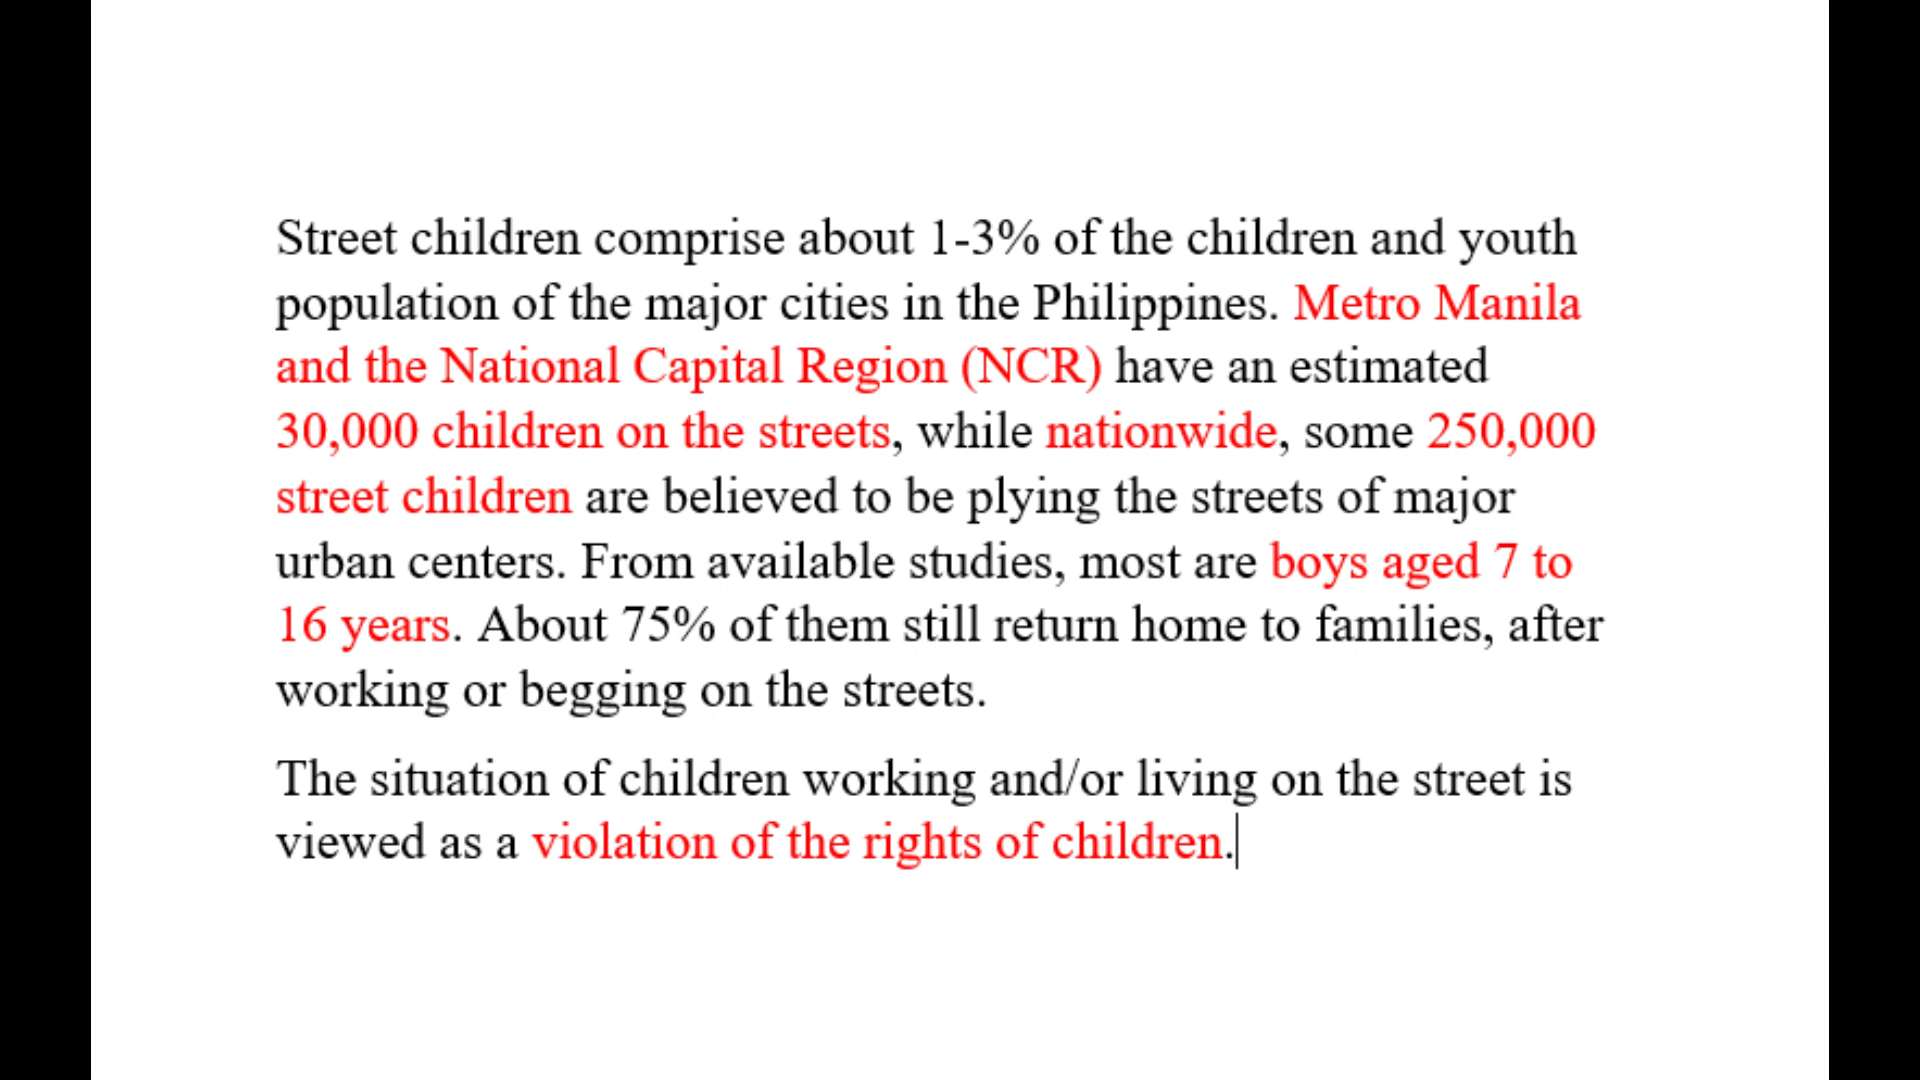 Street children comprise about 1-3% of the children and youth
population of the major cities in the Philippines. Metro Manila
and the National Capital Region (NCR) have an estimated
30,000 children on the streets, while nationwide, some 250,000
street children are believed to be plying the streets of major
urban centers. From available studies, most are boys aged 7 to
16 years. About 75% of them still return home to families, after
working or begging on the streets.
The situation of children working and/or living on the street is
viewed as a violation of the rights of children.